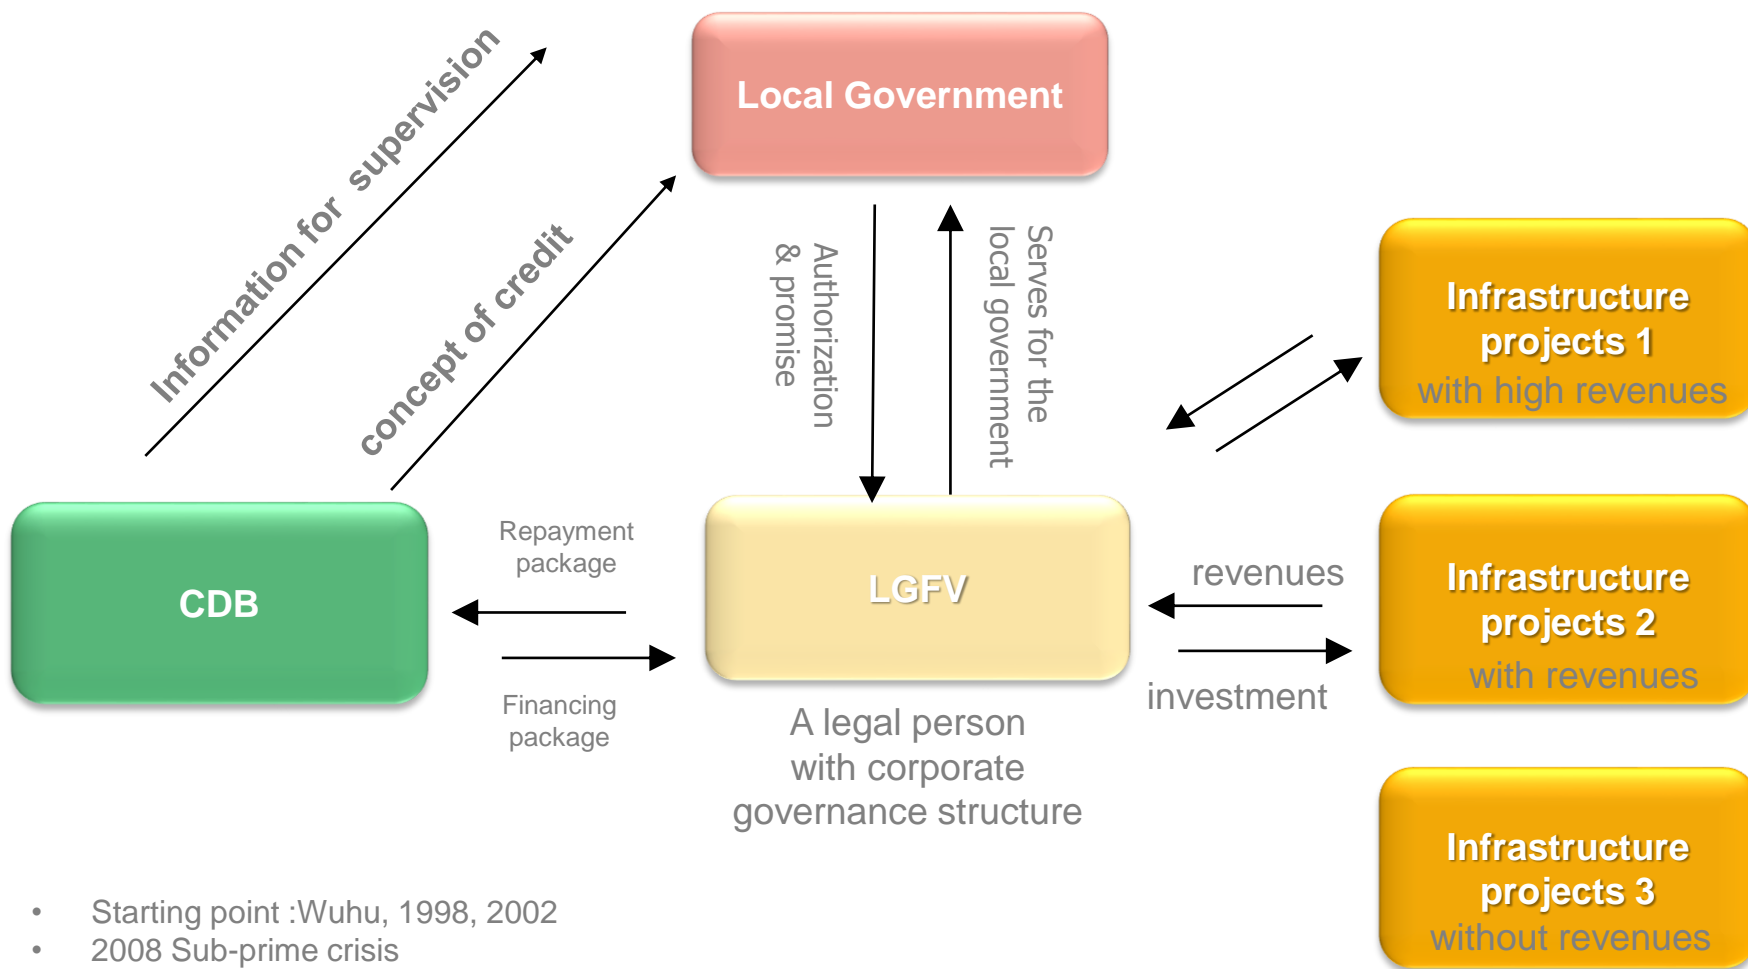 Local Government
Information for  supervision
concept of credit
Authorization
& promise
Serves for the
local government
Infrastructure
projects 1
with high revenues
CDB
Repayment
package
Financing
package
LGFV
A legal person
with corporate
governance structure
revenues
investment
Infrastructure
projects 2
with revenues
Infrastructure
projects 3
without revenues
• Starting point :Wuhu, 1998, 2002
• 2008 Sub-prime crisis